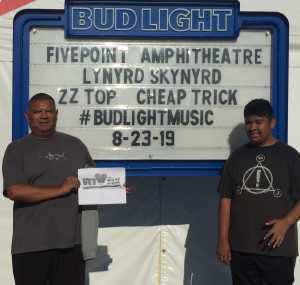 BUD LIGHT
FIVEPOINT AMPHITHEATRE
LYNYRD SKYNYRD
ZZ TOP CHEAP TRICK
#BUDLIGHTMUSIC
8-23-19